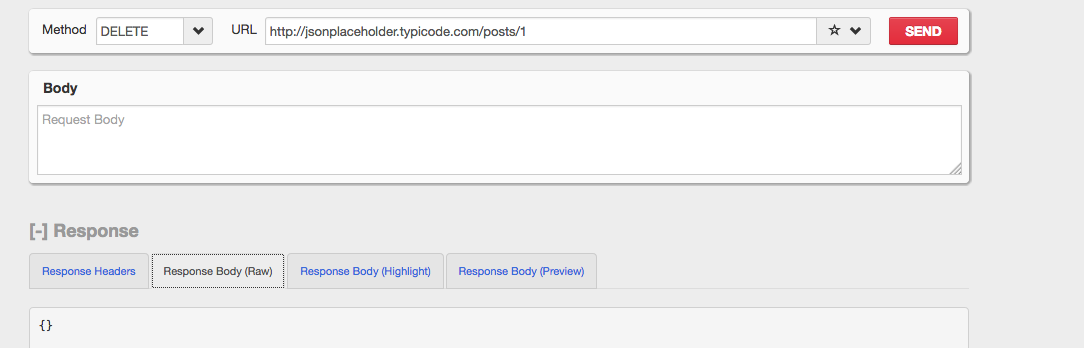 Method DELETE URL http://jsonplaceholder.typicode.com/posts/1 SEND
Body
Request Body
[-] Response
Response Headers Response Body (Raw) Response Body (Highlight) Response Body (Preview)
{}